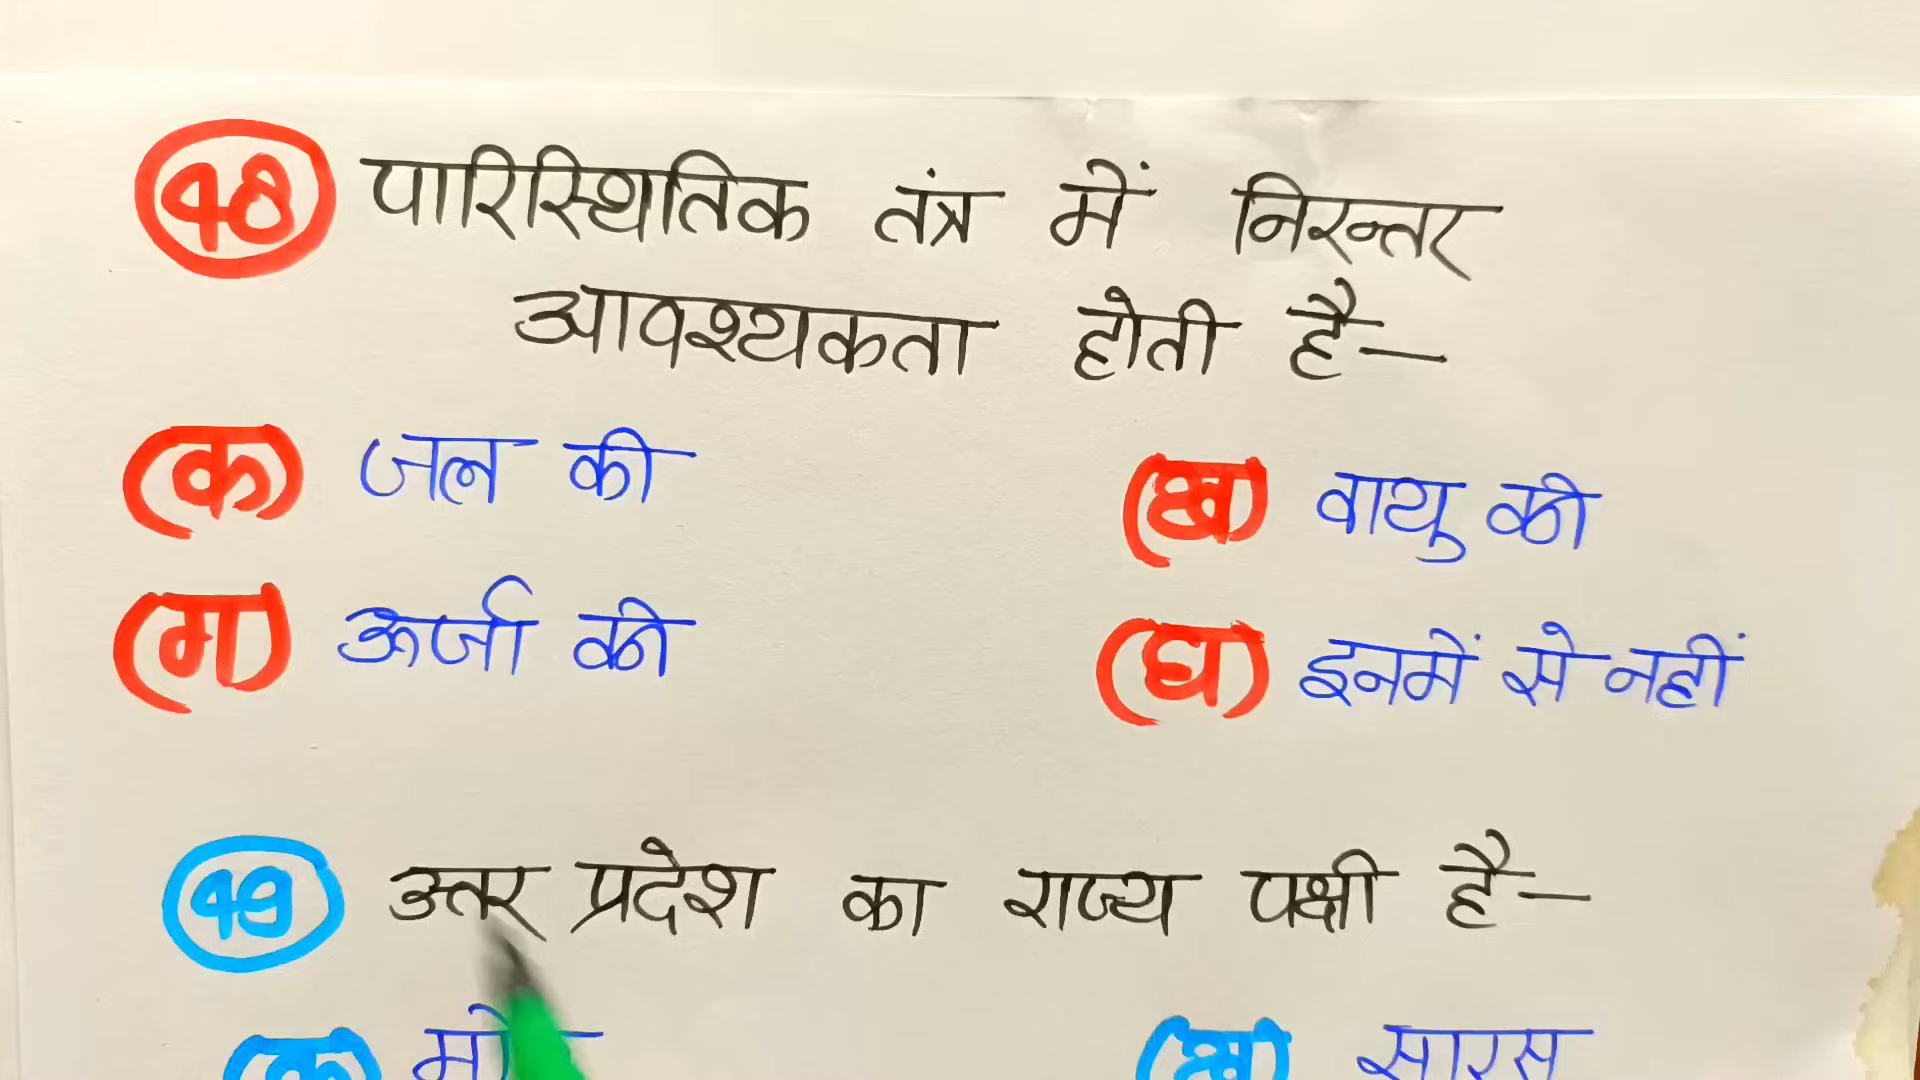 48 पारिस्थितिक तंत्र में निरन्तर
आवश्यकता होती है-
(क) जल की (ख) वायु की
(ग) ऊर्जा की (घ) इनमें से नहीं
49 उत्तर प्रदेश का राज्य पक्षी है-
(क) (ख) सारस